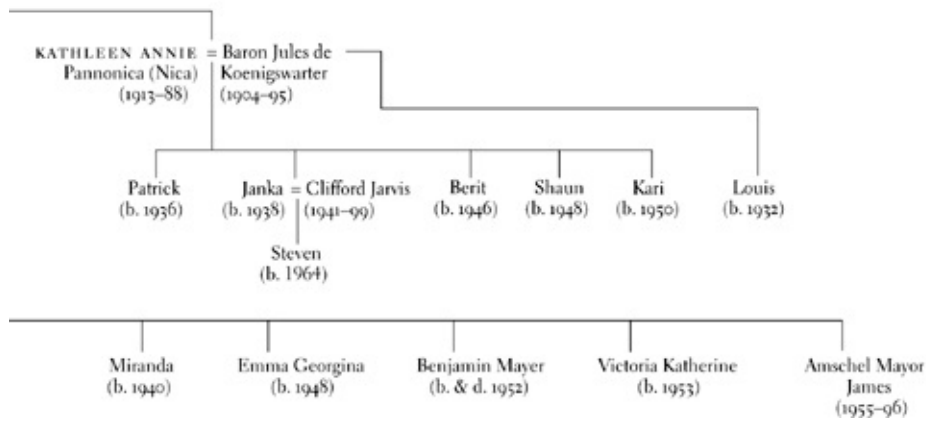 KATHLEEN ANNIE = Baron Jules de
Pannonica (Nica) Koenigswarter
(1913–88) (1904–95)
Patrick Janka = Clifford Jarvis Berit Shaun Kari Louis
(b. 1936) (b. 1938) (1941–99) (b. 1946) (b. 1948) (b. 1950) (b. 1932)
Steven
(b. 1964)
Miranda Emma Georgina Benjamin Mayer Victoria Katherine Amschel Mayor
(b. 1940) (b. 1948) (b. & d. 1952) (b. 1953) James
(1955–96)